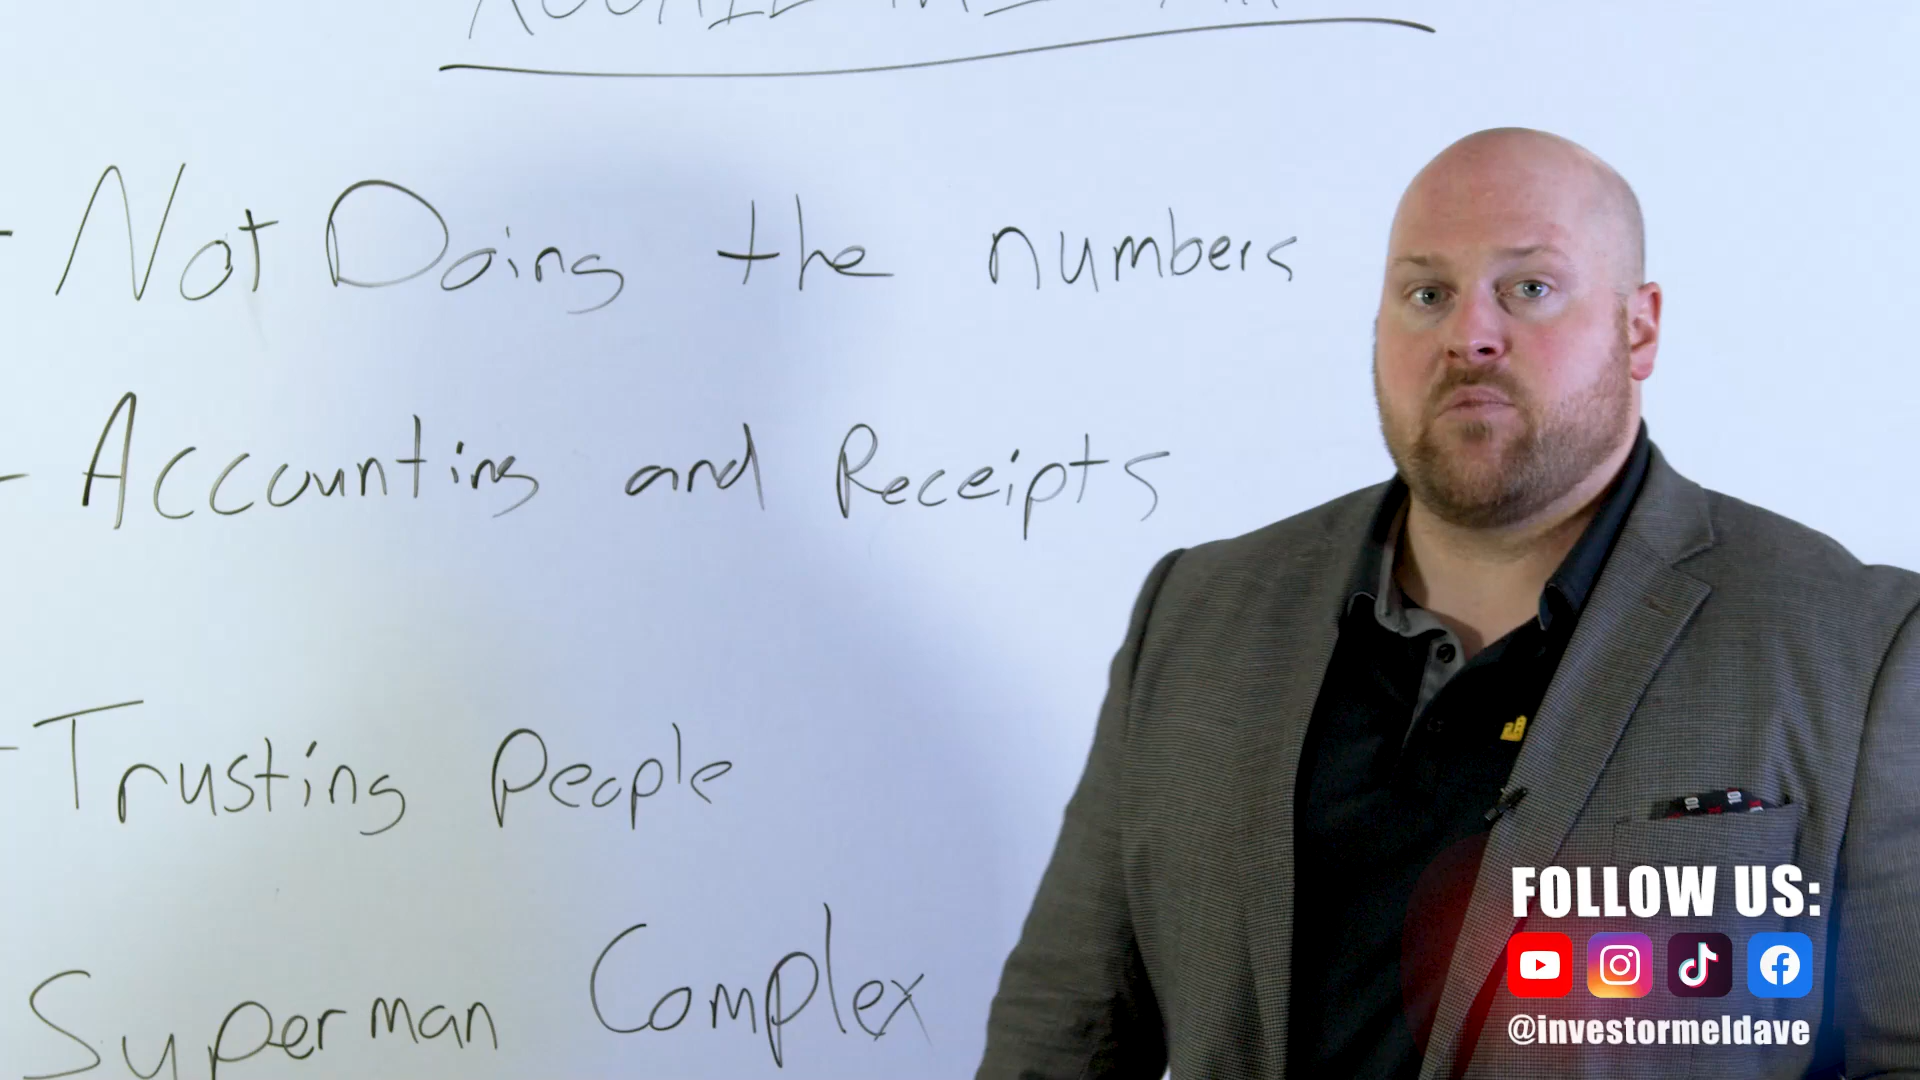 - Not Doing the numbers
- Accounting and Receipts
- Trusting People
Superman Complex
FOLLOW US:
@investormeldave